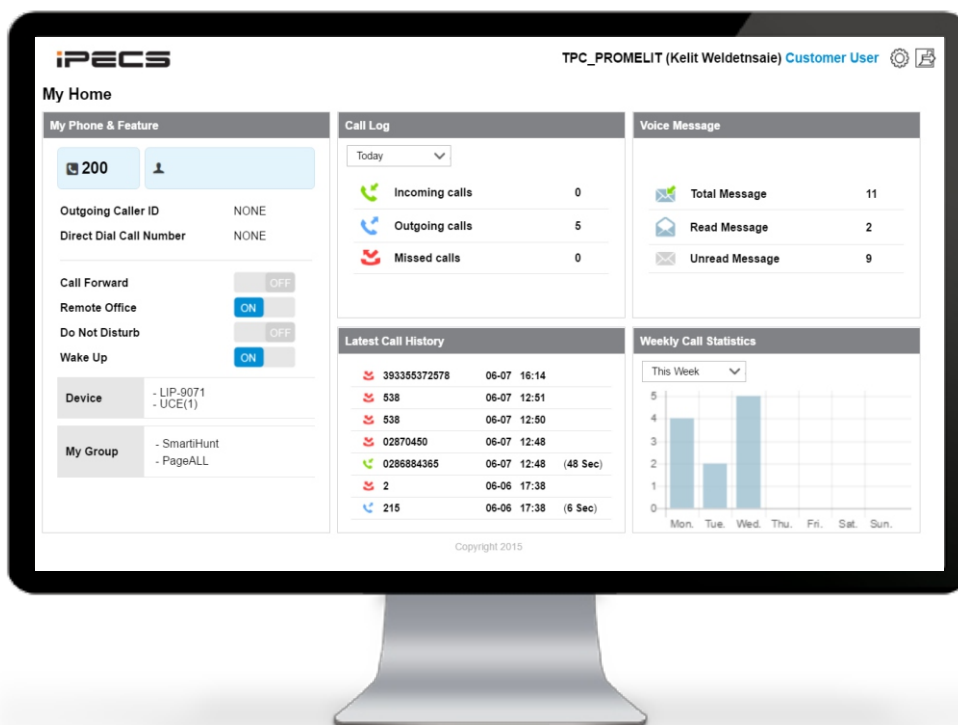 iPECS
TPC_PROMELIT (Kelit Weldetnsaie) Customer User
My Home
My Phone & Feature
200
Outgoing Caller ID NONE
Direct Dial Call Number NONE
Call Forward OFF
Remote Office ON
Do Not Disturb OFF
Wake Up ON
Device
- LIP-9071
- UCE(1)
My Group
- SmartiHunt
- PageALL
Call Log
Today
Incoming calls 0
Outgoing calls 5
Missed calls 0
Voice Message
Total Message 11
Read Message 2
Unread Message 9
Latest Call History
393355372578 06-07 16:14
538 06-07 12:51
538 06-07 12:50
02870450 06-07 12:48
0286884365 06-07 12:48 (48 Sec)
2 06-06 17:38
215 06-06 17:38 (6 Sec)
Weekly Call Statistics
This Week
5
4
3
2
1
0
Mon. Tue. Wed. Thu. Fri. Sat. Sun.
Copyright 2015